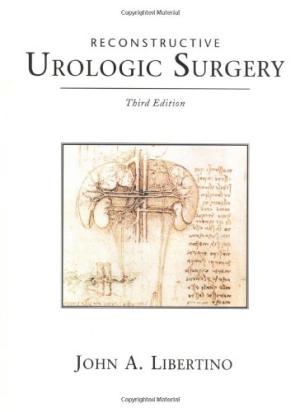 Copyrighted Material
RECONSTRUCTIVE
UROLOGIC SURGERY
Third Edition
JOHN A. LIBERTINO
Copyrighted Material